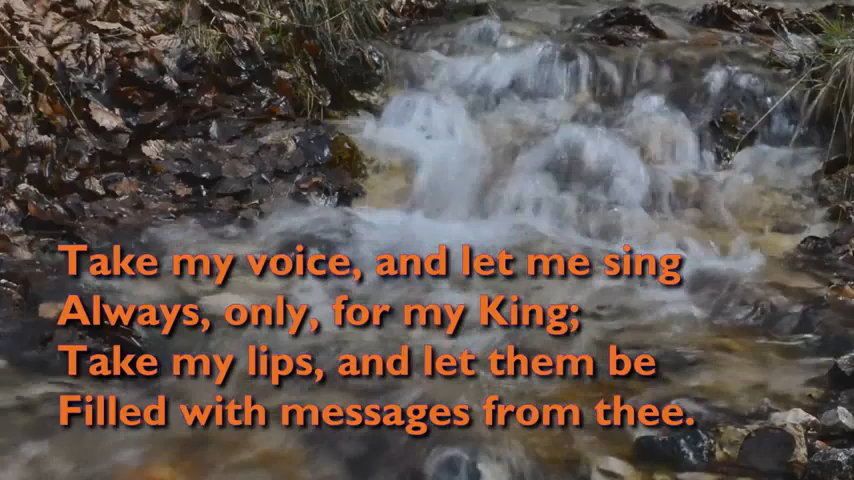 Take my voice, and let me sing
Always, only, for my King;
Take my lips, and let them be
Filled with messages from thee.